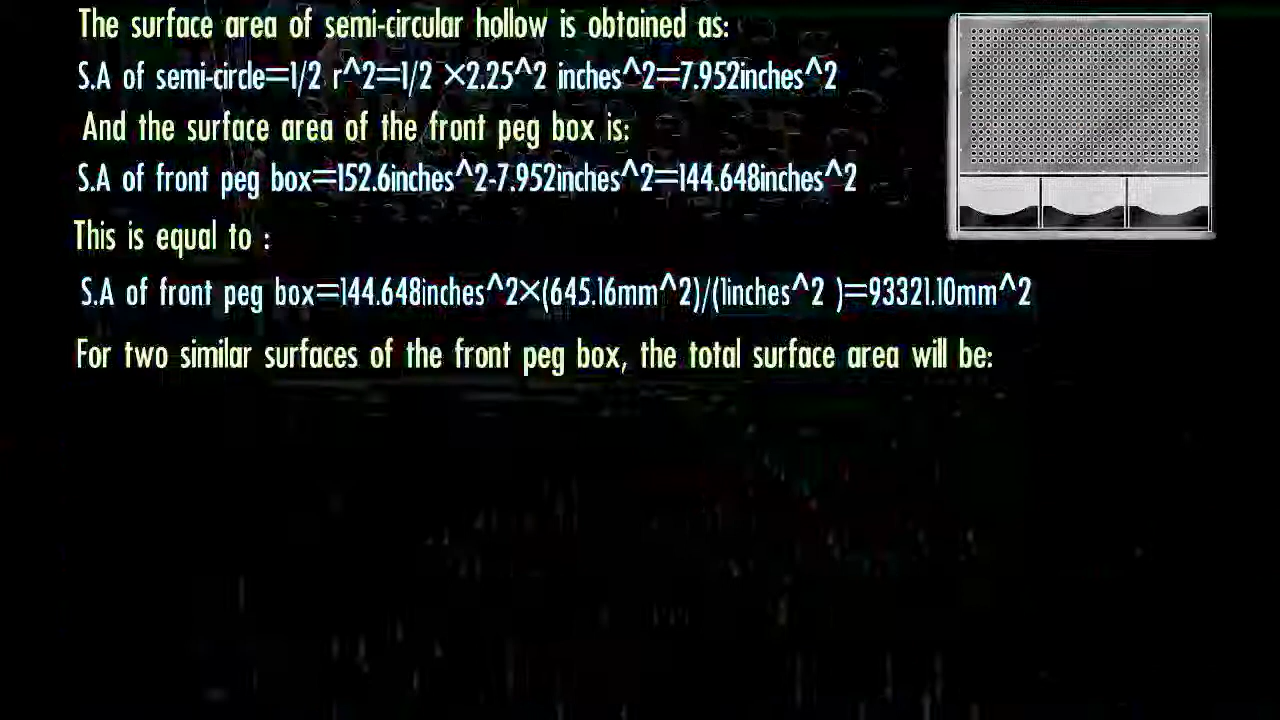 The surface area of semi-circular hollow is obtained as:
S.A of semi-circle=1/2 r^2=1/2 ×2.25^2 inches^2=7.952inches^2
And the surface area of the front peg box is:
S.A of front peg box=152.6inches^2-7.952inches^2=144.648inches^2
This is equal to :
S.A of front peg box=144.648inches^2×(645.16mm^2)/(1inches^2 )=93321.10mm^2
For two similar surfaces of the front peg box, the total surface area will be: